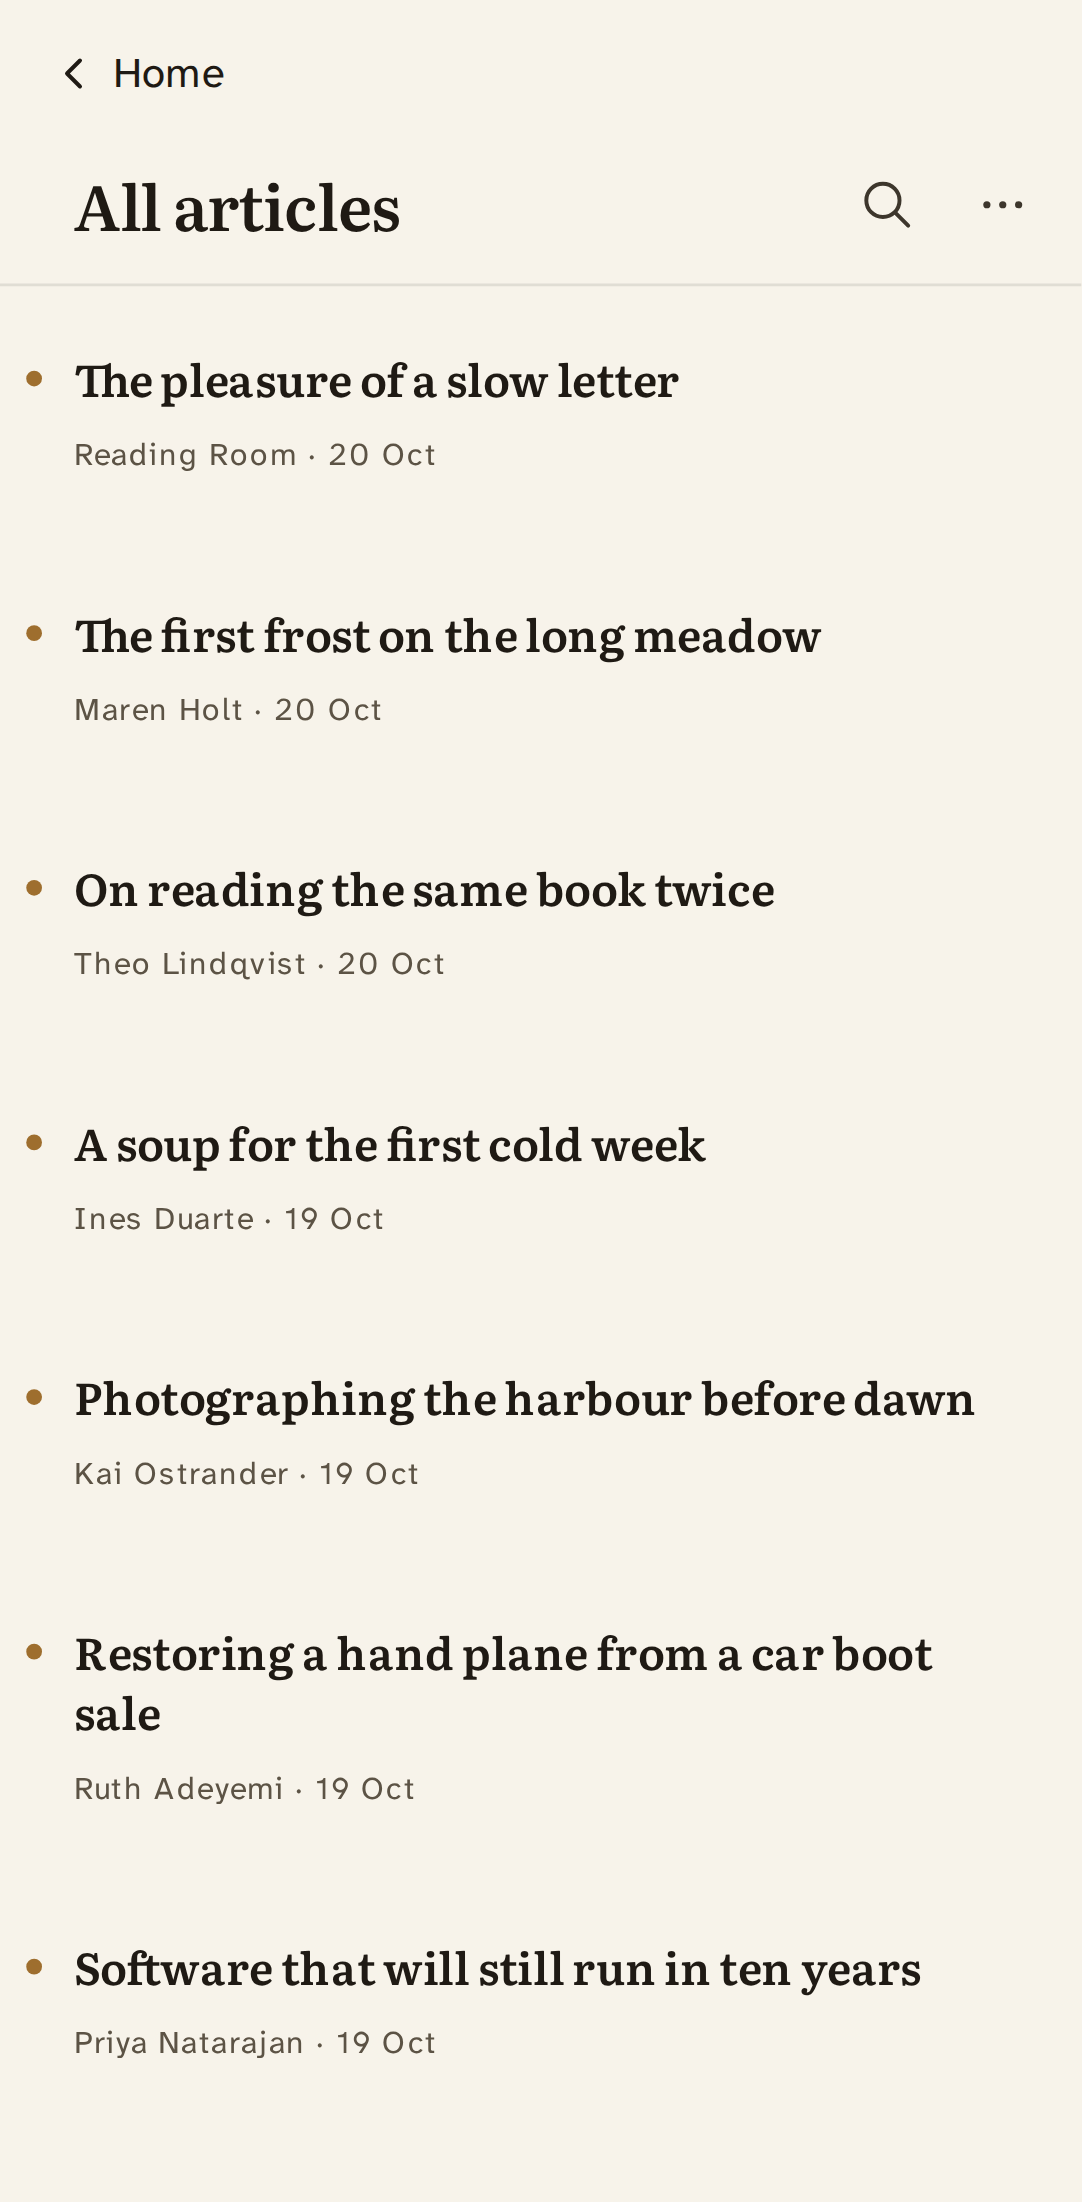 Home
All articles
The pleasure of a slow letter
Reading Room · 20 Oct
The first frost on the long meadow
Maren Holt · 20 Oct
On reading the same book twice
Theo Lindqvist · 20 Oct
A soup for the first cold week
Ines Duarte · 19 Oct
Photographing the harbour before dawn
Kai Ostrander · 19 Oct
Restoring a hand plane from a car boot
sale
Ruth Adeyemi · 19 Oct
Software that will still run in ten years
Priya Natarajan · 19 Oct